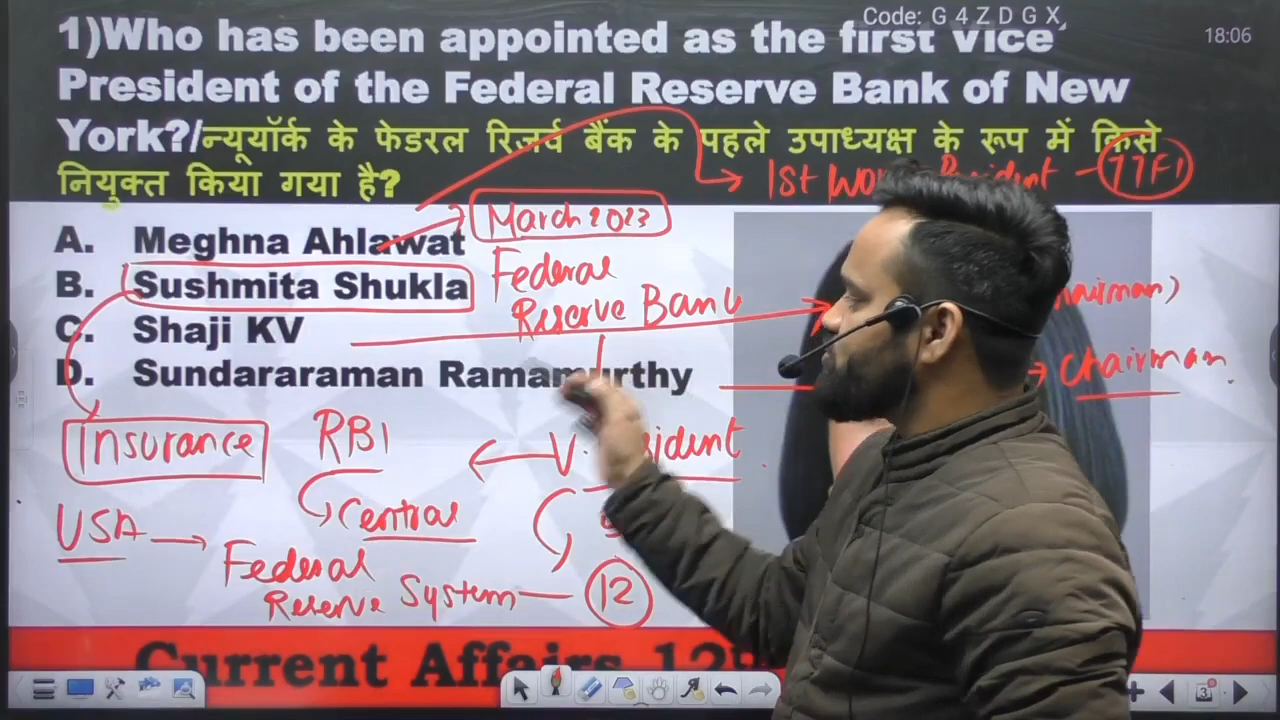 Code: G 4 Z D G X
18:06
1)Who has been appointed as the first vice
President of the Federal Reserve Bank of New
York?/न्यूयॉर्क के फेडरल रिज़र्व बैंक के पहले उपाध्यक्ष के रूप में किसे
नियुक्त किया गया है?
1st
A. Meghna Ahlawat
March 2023
B. Sushmita Shukla
Federal
Reserve Bank
C. Shaji KV
D. Sundararaman Ramamurthy
Chairman
Insurance
RBI
USA
Central
Federal
Reserve System
12
Current Affairs
3